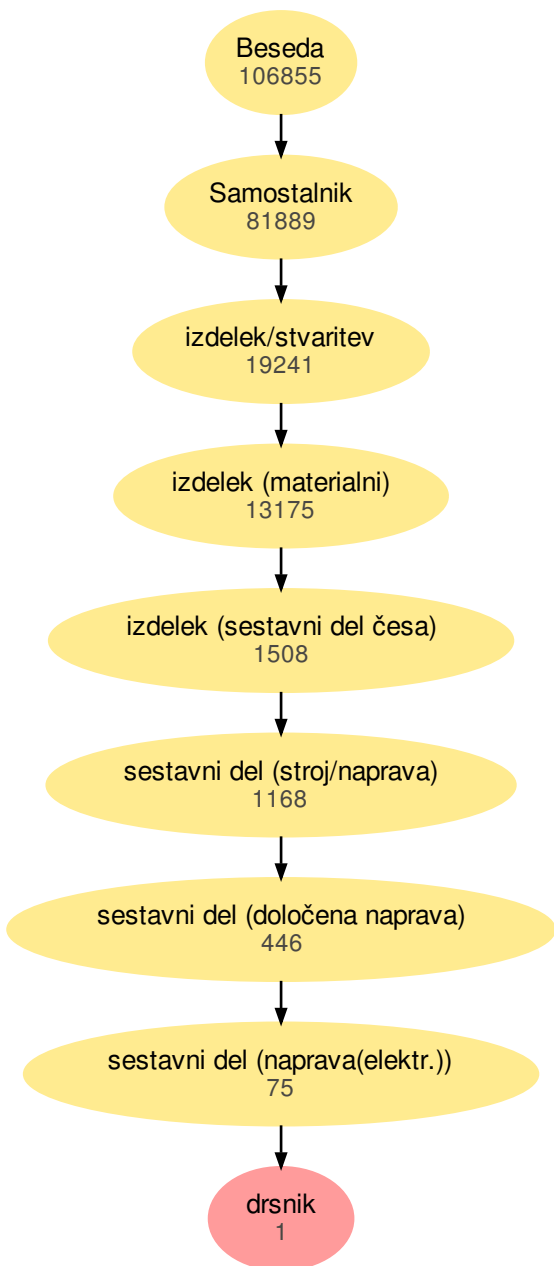 Beseda
106855
Samostalnik
81889
izdelek/stvaritev
19241
izdelek (materialni)
13175
izdelek (sestavni del česa)
1508
sestavni del (stroj/naprava)
1168
sestavni del (določena naprava)
446
sestavni del (naprava(elektr.))
75
drsnik
1